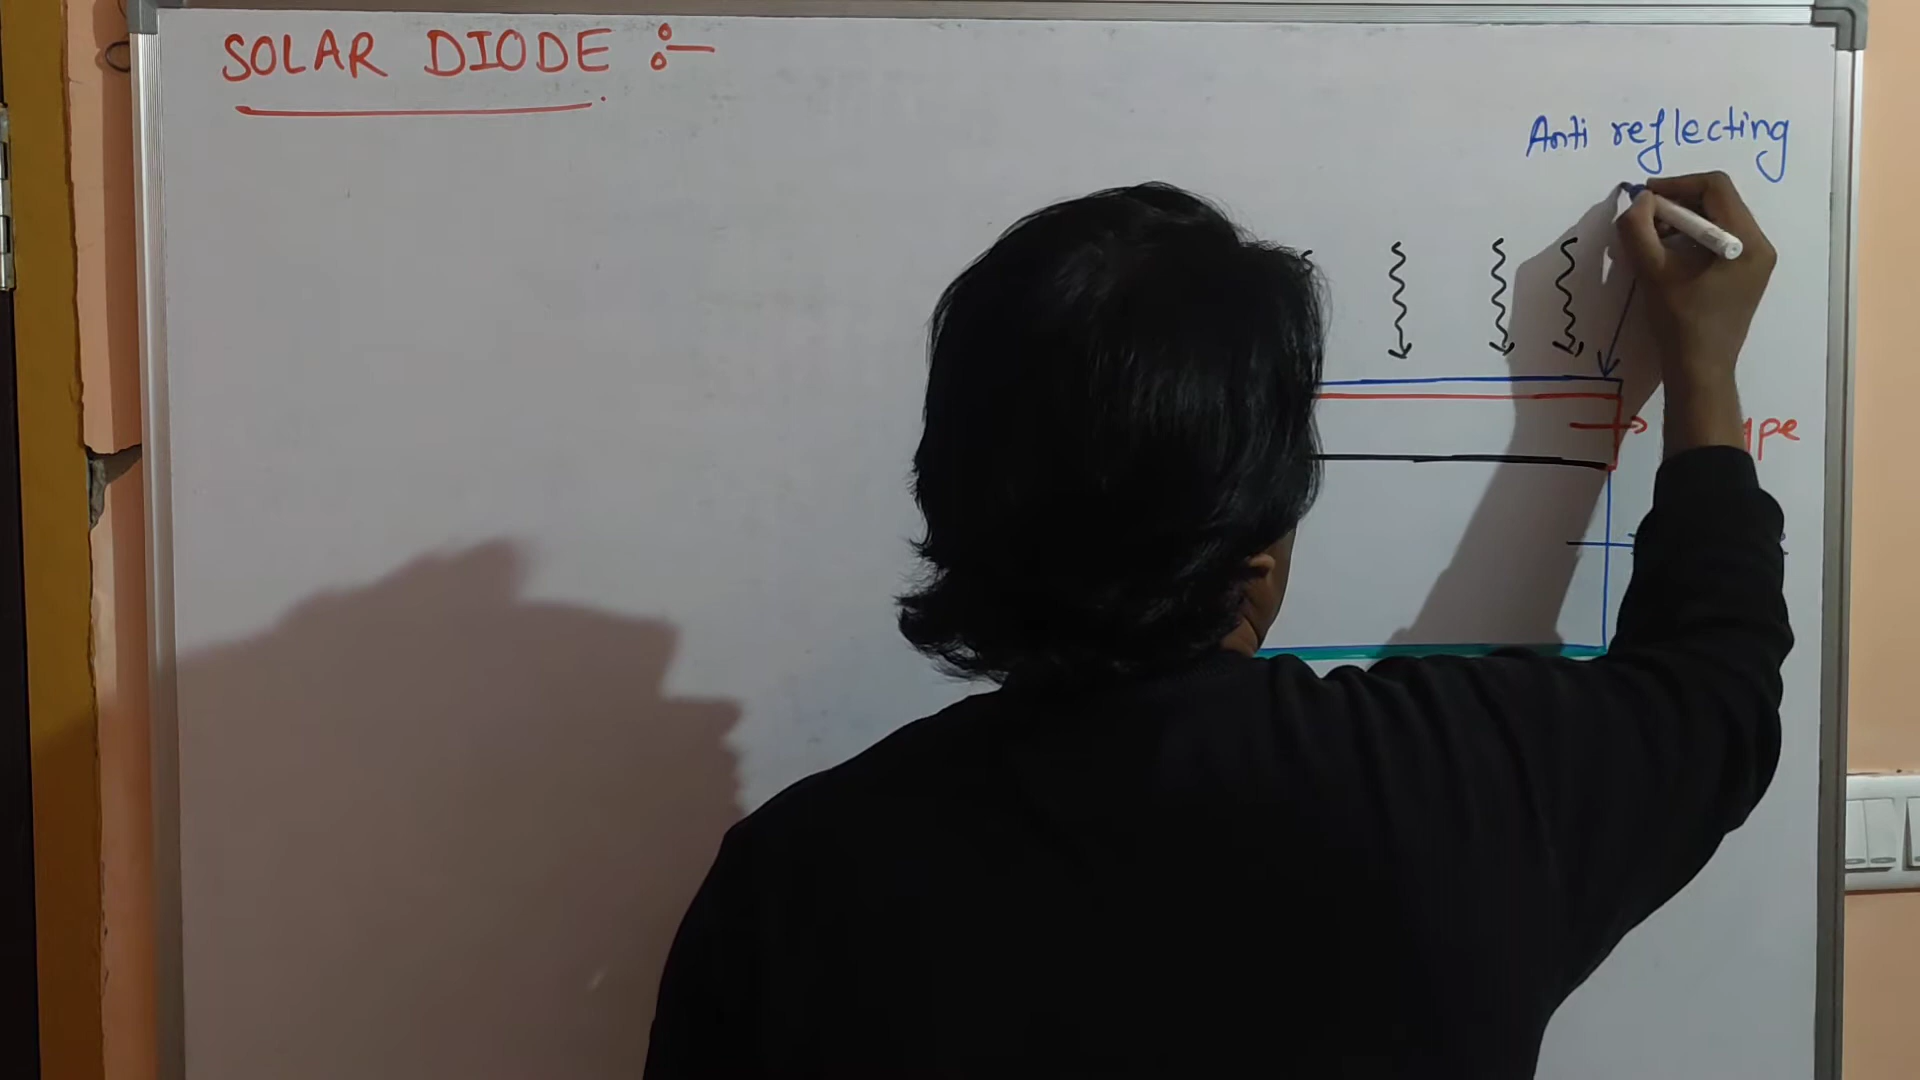 SOLAR DIODE :-
Anti reflecting